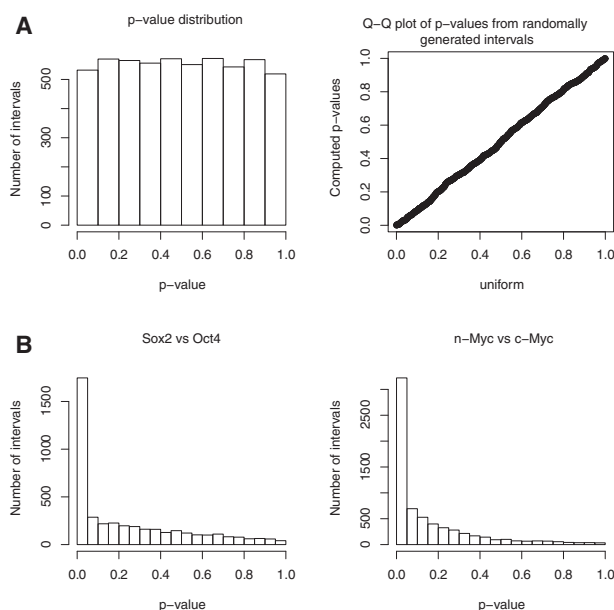 A
p-value distribution
Number of intervals
0
100
500
0.0
0.2
0.4
0.6
0.8
1.0
p-value
Q-Q plot of p-values from randomally
generated intervals
Computed p-values
0.0
0.2
0.4
0.6
0.8
1.0
0.0
0.2
0.4
0.6
0.8
1.0
uniform
B
Sox2 vs Oct4
Number of intervals
0
500
1000
1500
0.0
0.2
0.4
0.6
0.8
1.0
p-value
n-Myc vs c-Myc
Number of intervals
0
500
1500
2500
0.0
0.2
0.4
0.6
0.8
1.0
p-value